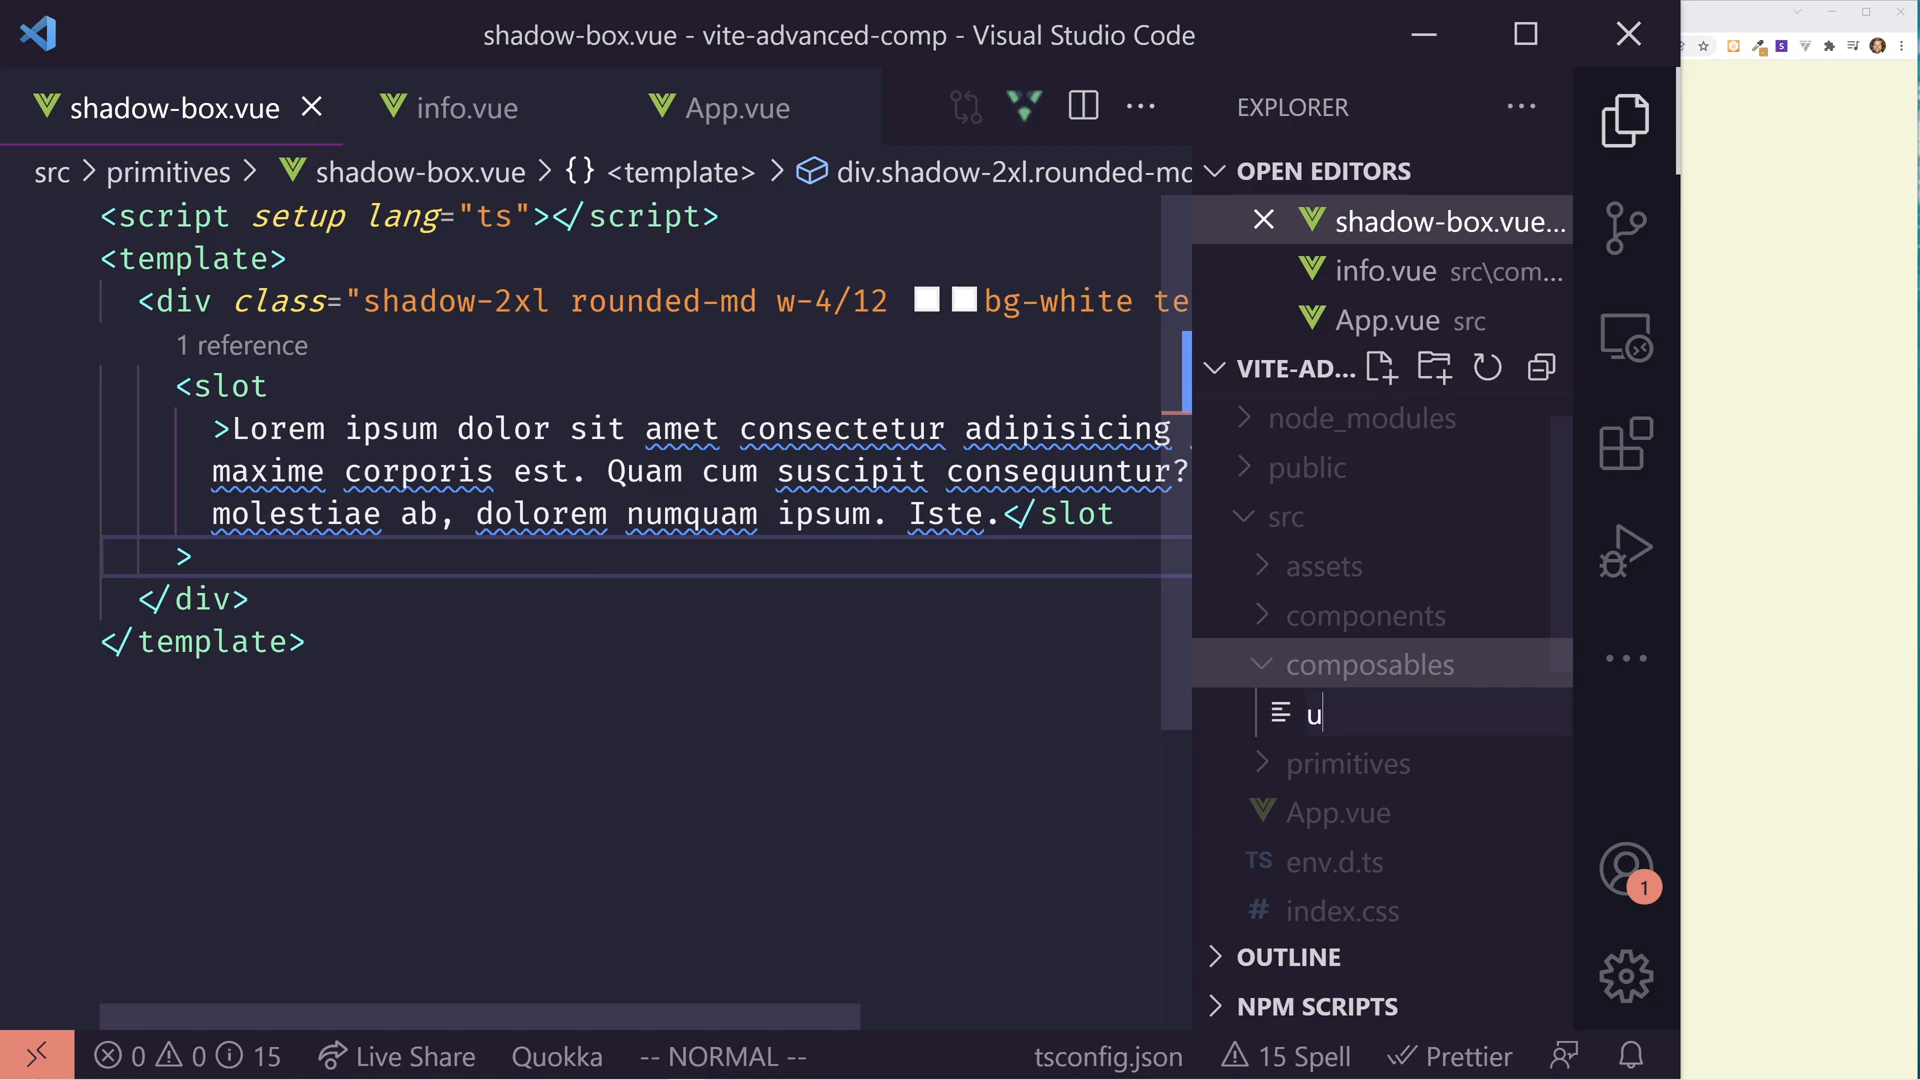 shadow-box.vue - vite-advanced-comp - Visual Studio Code
shadow-box.vue
info.vue
App.vue
src > primitives > shadow-box.vue > {} <template> > div.shadow-2xl.rounded-md
<script setup lang="ts"></script>
<template>
<div class="shadow-2xl rounded-md w-4/12 bg-white te
1 reference
<slot
>Lorem ipsum dolor sit amet consectetur adipisicing
maxime corporis est. Quam cum suscipit consequuntur?
molestiae ab, dolorem numquam ipsum. Iste.</slot
>
</div>
</template>
EXPLORER
OPEN EDITORS
shadow-box.vue...
info.vue src\com...
App.vue src
VITE-AD...
node_modules
public
src
assets
components
composables
u
primitives
App.vue
TS env.d.ts
# index.css
OUTLINE
NPM SCRIPTS
1
0 0 15 Live Share Quokka -- NORMAL -- tsconfig.json 15 Spell Prettier